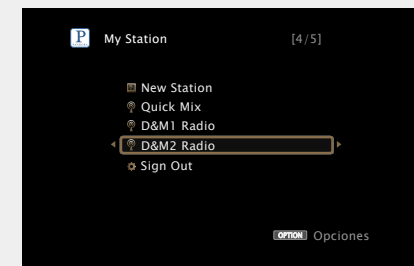 P My Station [4/5]
New Station
Quick Mix
D&M1 Radio
D&M2 Radio
Sign Out
OPTION Opciones